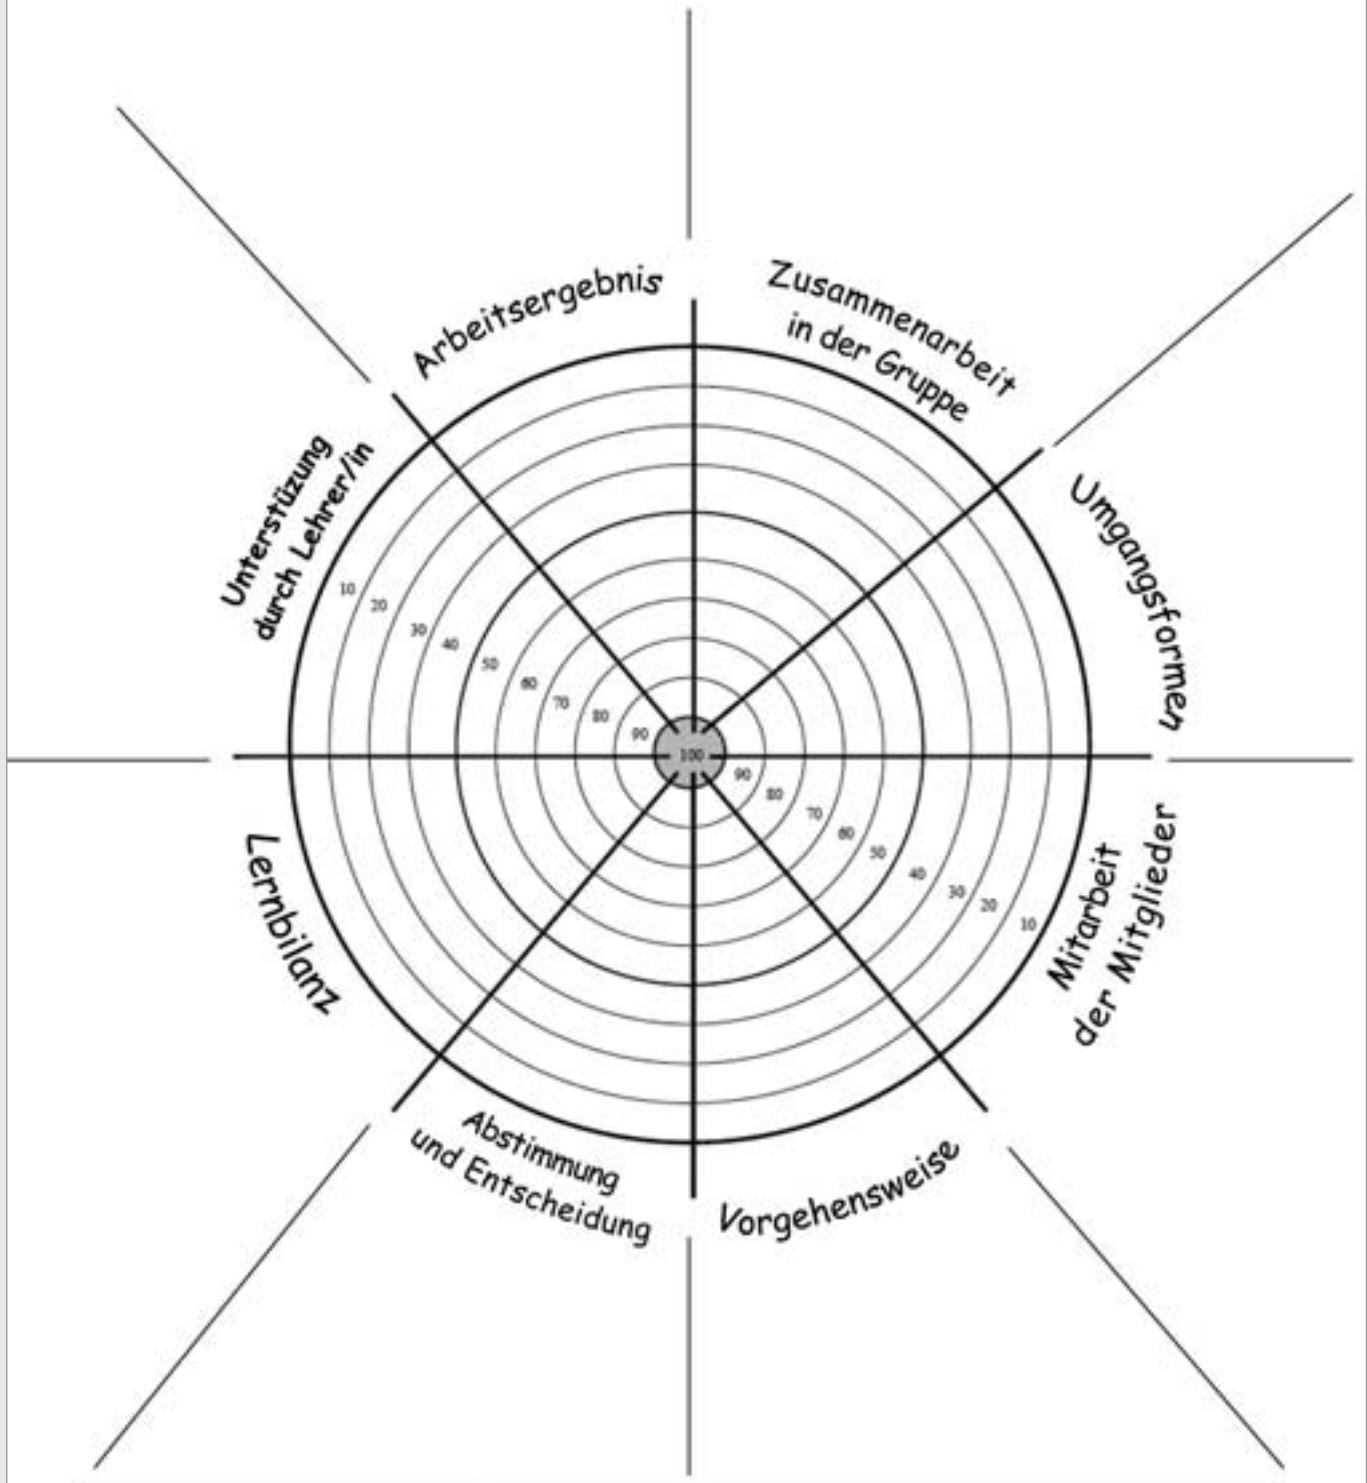 Arbeitsergebnis
Zusammenarbeit
in der Gruppe
Umgangsformen
Mitarbeit
der Mitglieder
Vorgehensweise
Abstimmung
und Entscheidung
Lernbilanz
Unterstüzung
durch Lehrer/in
10
20
30
40
50
60
70
80
90
100
90
80
70
60
50
40
30
20
10